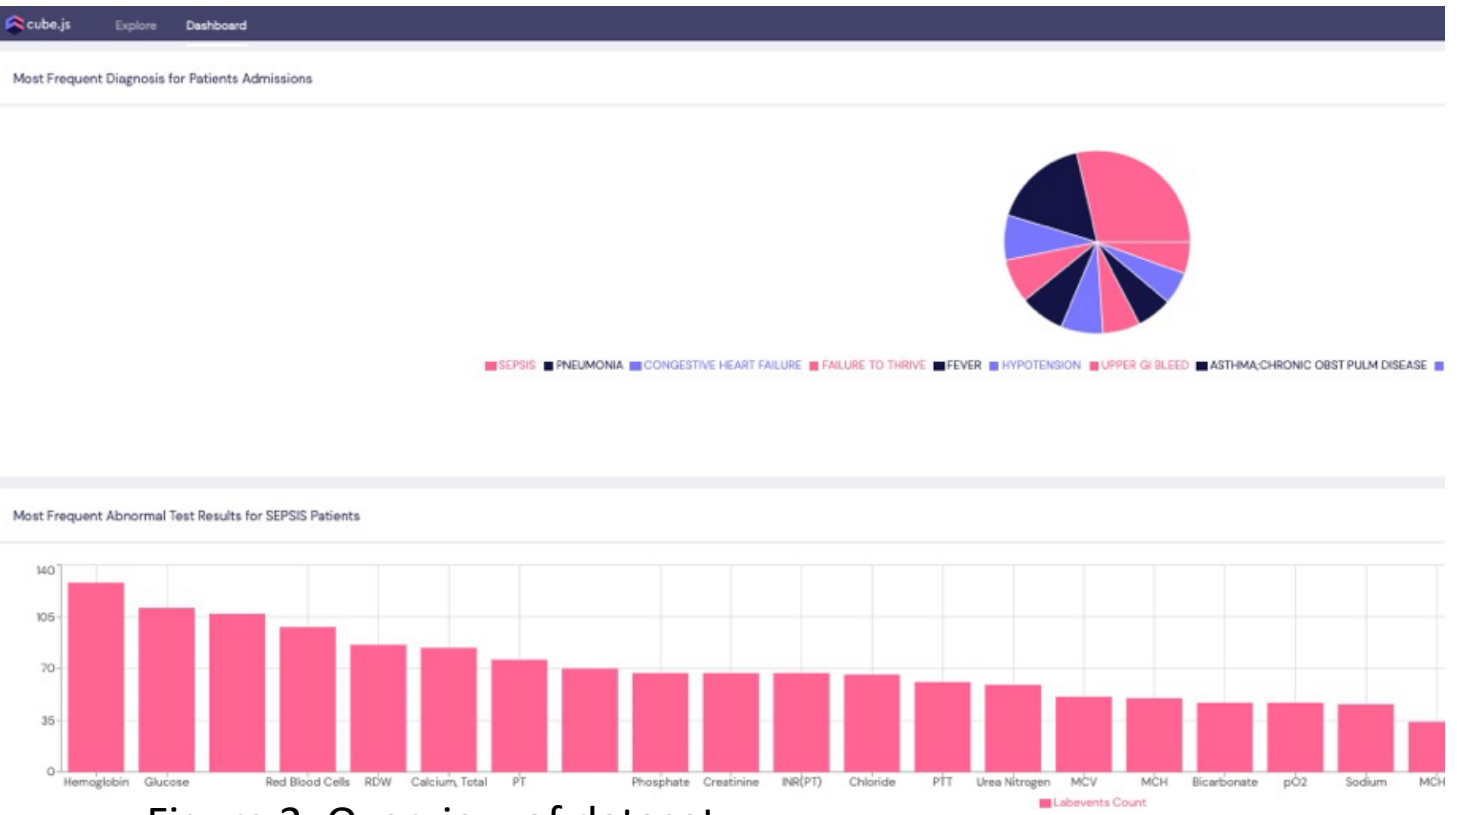 cube.js Explore Dashboard
Most Frequent Diagnosis for Patients Admissions
SEPSIS PNEUMONIA CONGESTIVE HEART FAILURE FAILURE TO THRIVE FEVER HYPOTENSION UPPER GI BLEED ASTHMA;CHRONIC OBST PULM DISEASE
Most Frequent Abnormal Test Results for SEPSIS Patients
140
105
70
35
0
Hemoglobin Glucose Red Blood Cells RDW Calcium, Total PT Phosphate Creatinine INR(PT) Chloride PTT Urea Nitrogen MCV MCH Bicarbonate pO2 Sodium MCH
Labevents Count